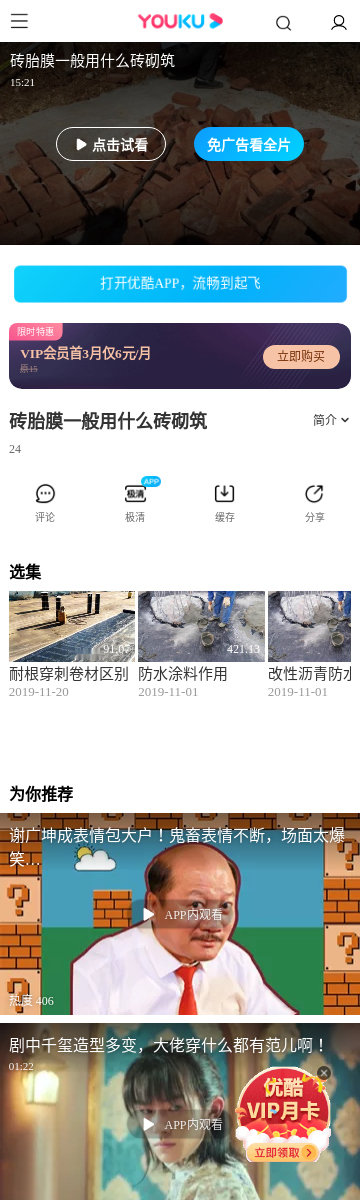 YOUKU
砖胎膜一般用什么砖砌筑
15:21
点击试看
免广告看全片
打开优酷APP，流畅到起飞
限时特惠
VIP会员首3月仅6元/月
原15
立即购买
砖胎膜一般用什么砖砌筑
简介
24
APP
极清
评论
极清
缓存
分享
选集
91.07
421.13
耐根穿刺卷材区别
防水涂料作用
改性沥青防水
2019-11-20
2019-11-01
2019-11-01
为你推荐
谢广坤成表情包大户！鬼畜表情不断，场面太爆
笑…
APP内观看
热度 406
剧中千玺造型多变，大佬穿什么都有范儿啊！
01:22
APP内观看
优酷
VIP月卡
立即领取